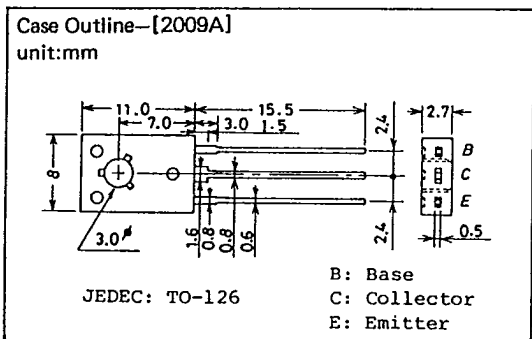 Case Outline—[2009A]
unit:mm
11.0
15.5
7.0
3.0
1.5
2.4
2.7
8
B
C
E
3.0ø
1.6
0.8
0.8
0.6
2.4
0.5
JEDEC: TO-126
B: Base
C: Collector
E: Emitter